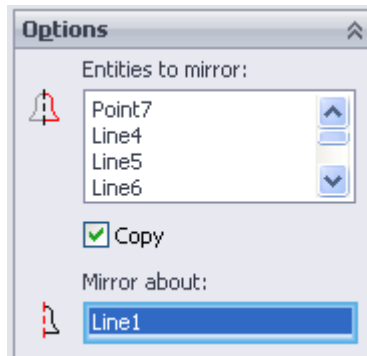 Options
Entities to mirror:
Point7
Line4
Line5
Line6
Copy
Mirror about:
Line1